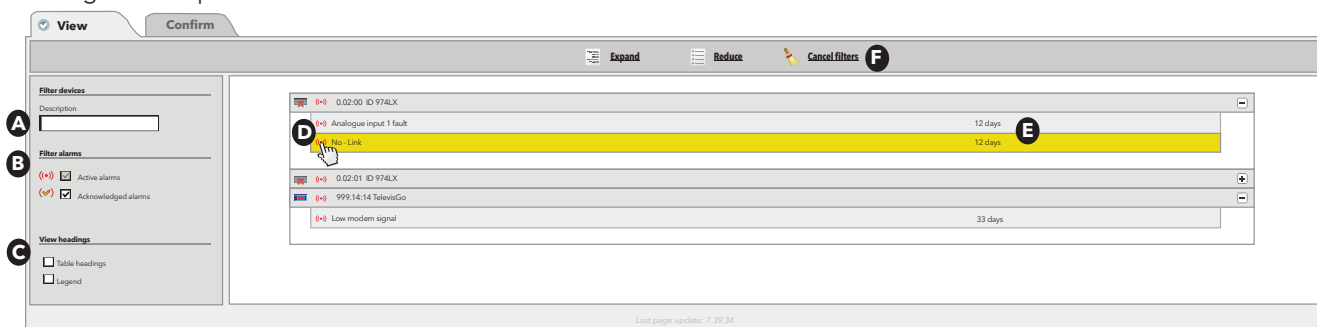 View
Confirm
Expand
Reduce
Cancel filters
F
Filter devices
Description
A
Filter alarms
B
Active alarms
Acknowledged alarms
View headings
C
Table headings
Legend
0.02:00 ID 974LX
Analogue input 1 fault 12 days
D
E
No - Link 12 days
0.02:01 ID 974LX
999.14:14 TelevisGo
Low modem signal 33 days
Last page update: 7.39.34